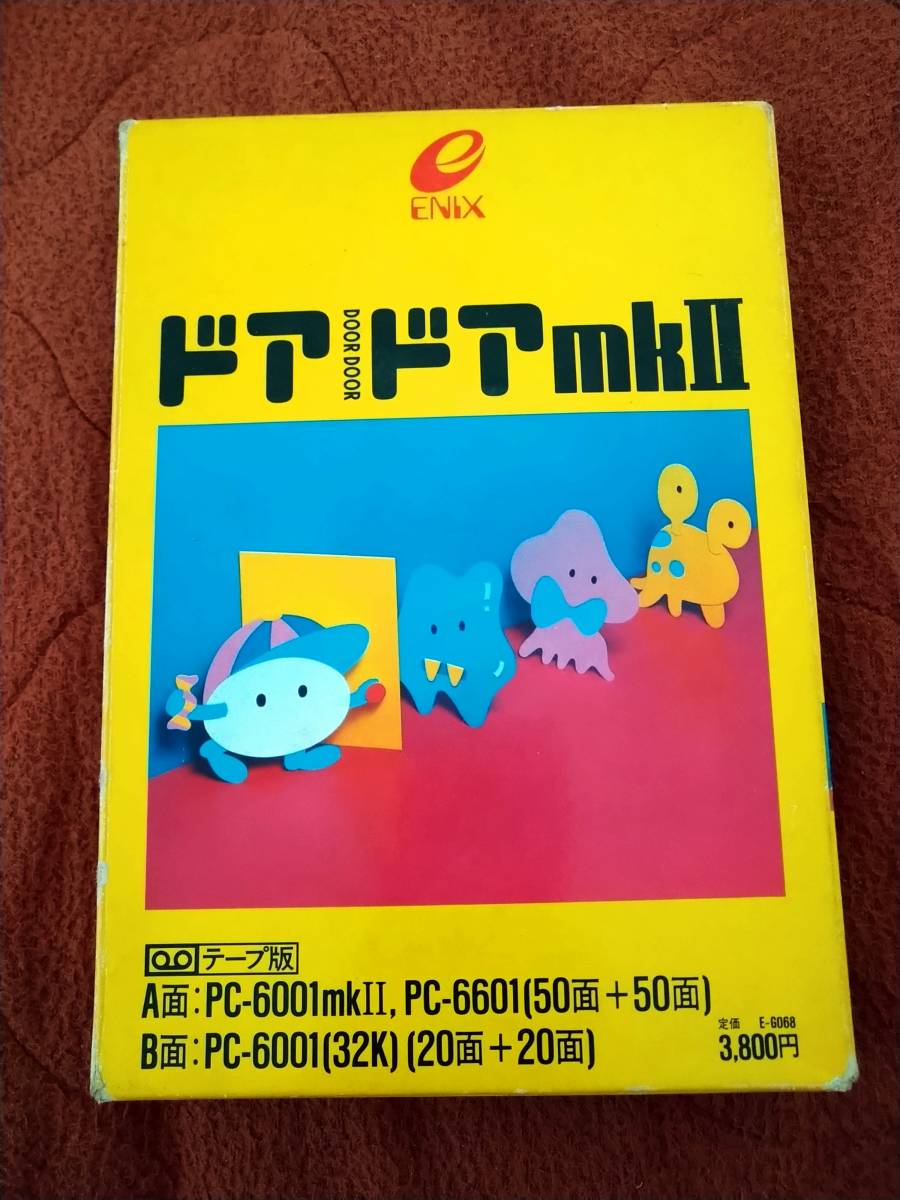 e
ENIX
ドアドアmkII
DOOR DOOR
テープ版
A面:PC-6001mkII, PC-6601(50面+50面)
B面:PC-6001(32K)(20面+20面)
定価 E-G068
3,800円